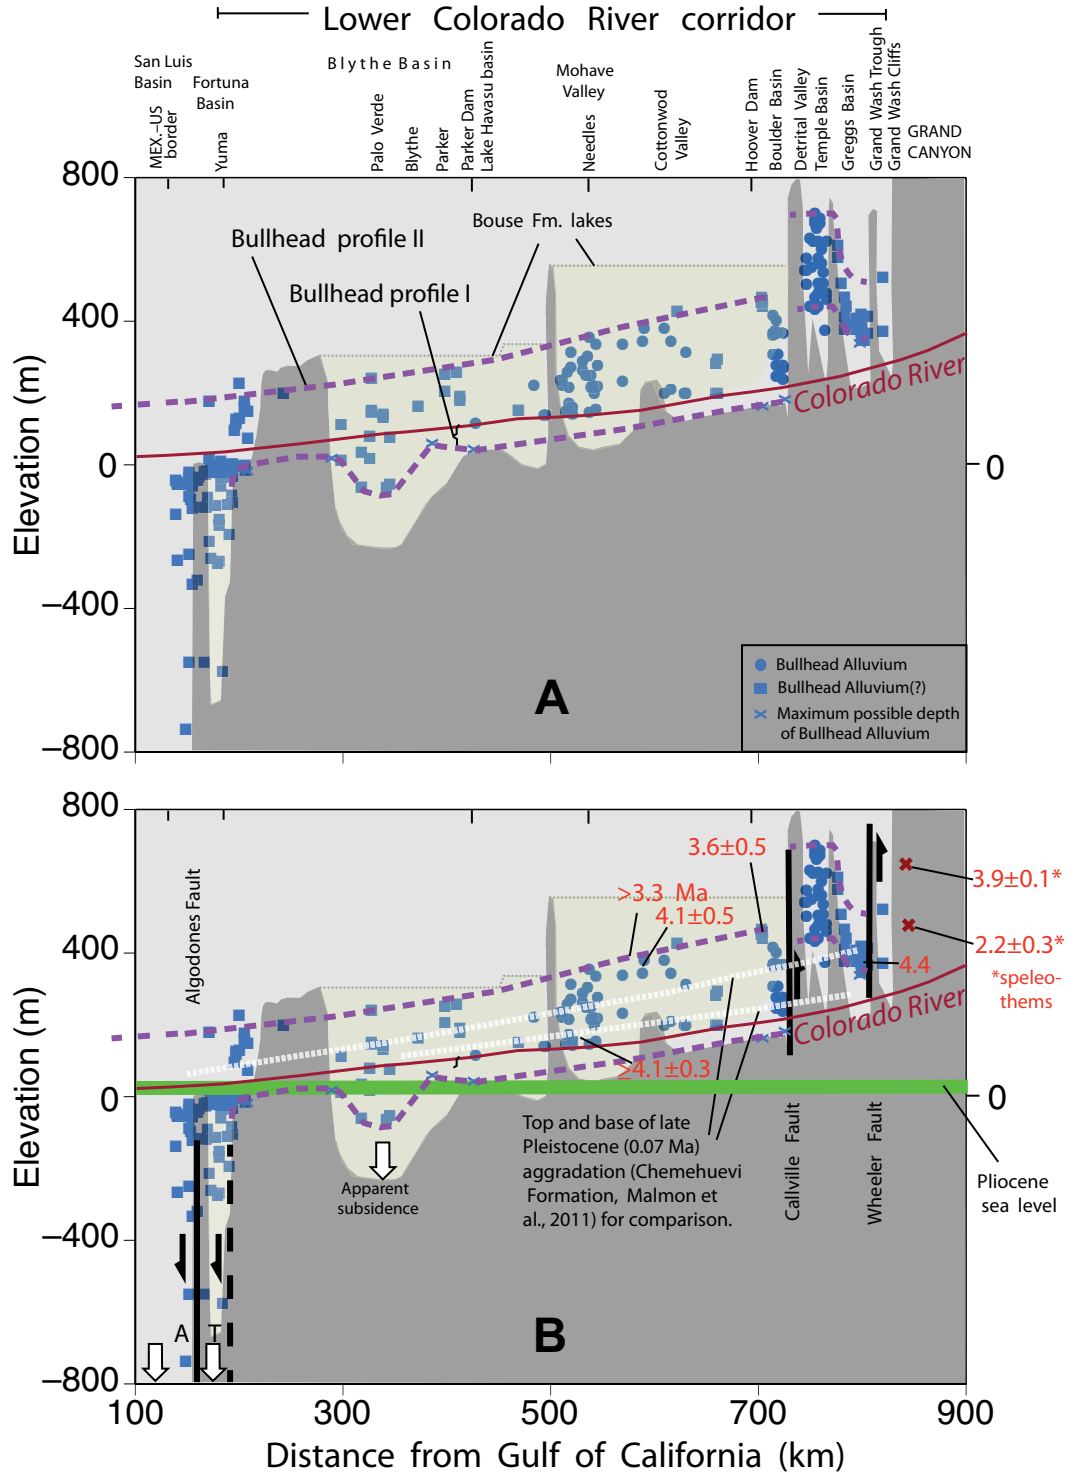 Lower Colorado River corridor
San Luis
Basin
Fortuna
Basin
Blythe Basin
Mohave
Valley
MEX.–US
border
Yuma
Palo Verde
Blythe
Parker
Parker Dam
Lake Havasu basin
Needles
Cottonwod
Valley
Hoover Dam
Boulder Basin
Detrital Valley
Temple Basin
Greggs Basin
Grand Wash Trough
Grand Wash Cliffs
GRAND
CANYON
800
400
0
–400
–800
Elevation (m)
0
Bouse Fm. lakes
Bullhead profile II
Bullhead profile I
Colorado River
A
Bullhead Alluvium
Bullhead Alluvium(?)
Maximum possible depth
of Bullhead Alluvium
800
400
0
–400
–800
Elevation (m)
0
Algodones Fault
3.6±0.5
>3.3 Ma
4.1±0.5
3.9±0.1*
2.2±0.3*
4.4
*speleo-
thems
Colorado River
≥4.1±0.3
Top and base of late
Pleistocene (0.07 Ma)
aggradation (Chemehuevi
Formation, Malmon et
al., 2011) for comparison.
Callville Fault
Wheeler Fault
Pliocene
sea level
Apparent
subsidence
A
T
B
100
300
500
700
900
Distance from Gulf of California (km)